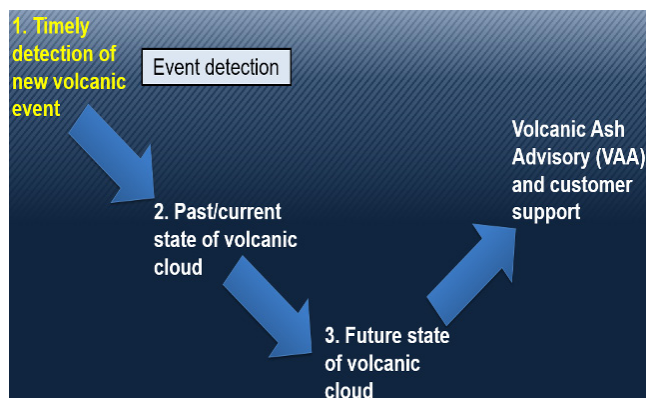 1. Timely
detection of
new volcanic
event
Event detection
2. Past/current
state of volcanic
cloud
3. Future state
of volcanic
cloud
Volcanic Ash
Advisory (VAA)
and customer
support